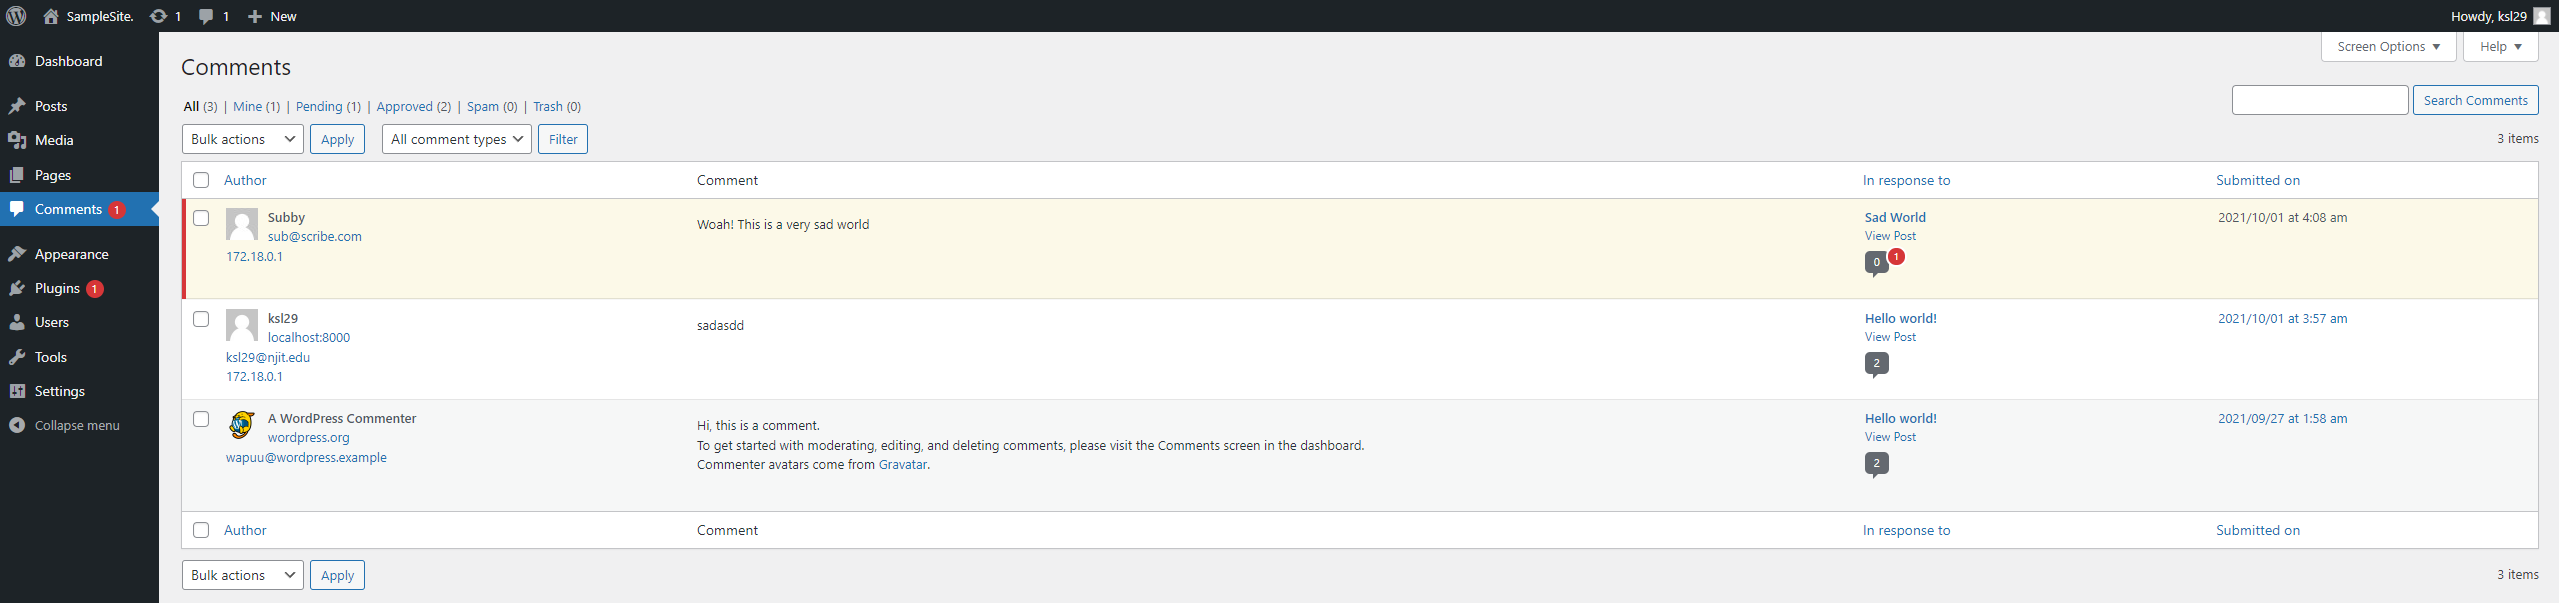 SampleSite. 1 1 New Howdy, ksl29
Dashboard
Posts
Media
Pages
Comments 1
Appearance
Plugins 1
Users
Tools
Settings
Collapse menu
Screen Options Help
Comments
All (3) | Mine (1) | Pending (1) | Approved (2) | Spam (0) | Trash (0)
Search Comments
Bulk actions Apply All comment types Filter 3 items
Author Comment In response to Submitted on
Subby
sub@scribe.com
172.18.0.1
Woah! This is a very sad world
Sad World
View Post
0 1
2021/10/01 at 4:08 am
ksl29
localhost:8000
ksl29@njit.edu
172.18.0.1
sadasdd
Hello world!
View Post
2
2021/10/01 at 3:57 am
A WordPress Commenter
wordpress.org
wapuu@wordpress.example
Hi, this is a comment.
To get started with moderating, editing, and deleting comments, please visit the Comments screen in the dashboard.
Commenter avatars come from Gravatar.
Hello world!
View Post
2
2021/09/27 at 1:58 am
Author Comment In response to Submitted on
Bulk actions Apply 3 items